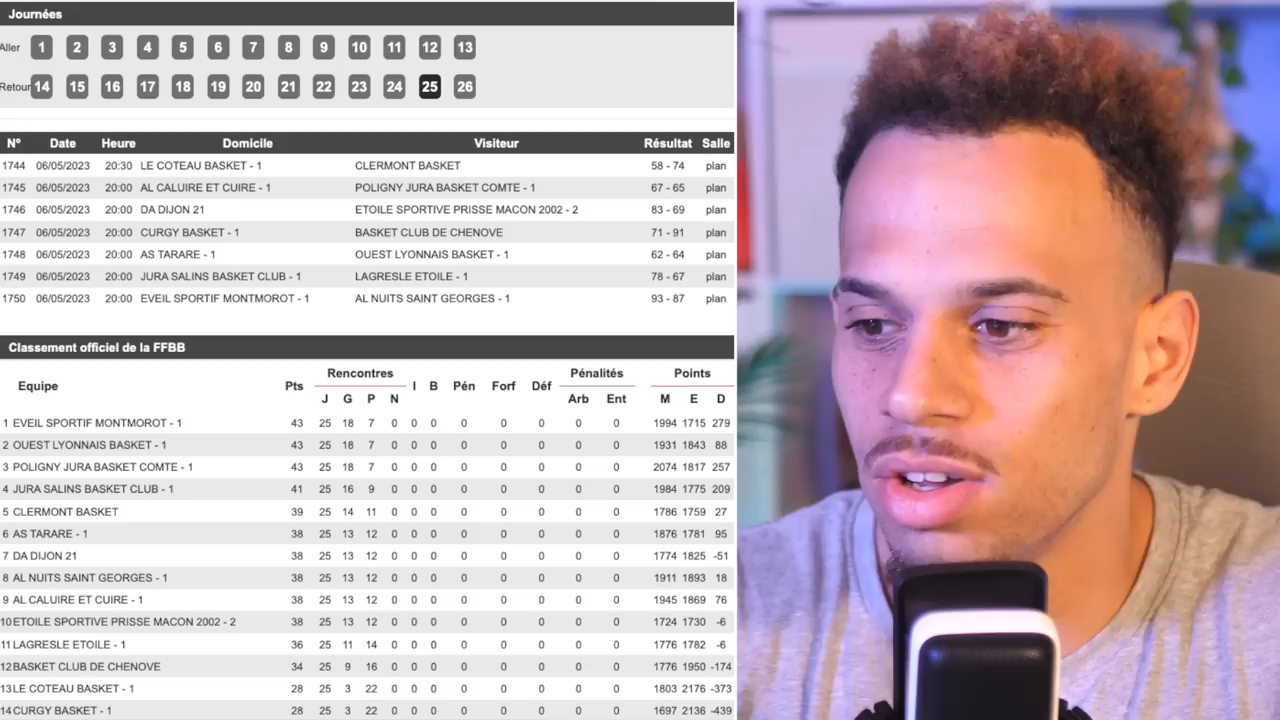 Journées
Aller 1 2 3 4 5 6 7 8 9 10 11 12 13
Retour 14 15 16 17 18 19 20 21 22 23 24 25 26
N° Date Heure Domicile Visiteur Résultat Salle
1744 06/05/2023 20:30 LE COTEAU BASKET - 1 CLERMONT BASKET 58 - 74 plan
1745 06/05/2023 20:00 AL CALUIRE ET CUIRE - 1 POLIGNY JURA BASKET COMTE - 1 67 - 65 plan
1746 06/05/2023 20:00 DA DIJON 21 ETOILE SPORTIVE PRISSE MACON 2002 - 2 83 - 69 plan
1747 06/05/2023 20:00 CURGY BASKET - 1 BASKET CLUB DE CHENOVE 71 - 91 plan
1748 06/05/2023 20:00 AS TARARE - 1 OUEST LYONNAIS BASKET - 1 62 - 64 plan
1749 06/05/2023 20:00 JURA SALINS BASKET CLUB - 1 LAGRESLE ETOILE - 1 78 - 67 plan
1750 06/05/2023 20:00 EVEIL SPORTIF MONTMOROT - 1 AL NUITS SAINT GEORGES - 1 93 - 87 plan
Classement officiel de la FFBB
Rencontres Pénalités Points
Equipe Pts J G P N I B Pén Forf Déf Arb Ent M E D
1 EVEIL SPORTIF MONTMOROT - 1 43 25 18 7 0 0 0 0 0 0 0 0 1994 1715 279
2 OUEST LYONNAIS BASKET - 1 43 25 18 7 0 0 0 0 0 0 0 0 1931 1843 88
3 POLIGNY JURA BASKET COMTE - 1 43 25 18 7 0 0 0 0 0 0 0 0 2074 1817 257
4 JURA SALINS BASKET CLUB - 1 41 25 16 9 0 0 0 0 0 0 0 0 1984 1775 209
5 CLERMONT BASKET 39 25 14 11 0 0 0 0 0 0 0 0 1786 1759 27
6 AS TARARE - 1 38 25 13 12 0 0 0 0 0 0 0 0 1876 1781 95
7 DA DIJON 21 38 25 13 12 0 0 0 0 0 0 0 0 1774 1825 -51
8 AL NUITS SAINT GEORGES - 1 38 25 13 12 0 0 0 0 0 0 0 0 1911 1893 18
9 AL CALUIRE ET CUIRE - 1 38 25 13 12 0 0 0 0 0 0 0 0 1945 1869 76
10 ETOILE SPORTIVE PRISSE MACON 2002 - 2 38 25 13 12 0 0 0 0 0 0 0 0 1724 1730 -6
11 LAGRESLE ETOILE - 1 36 25 11 14 0 0 0 0 0 0 0 0 1776 1782 -6
12 BASKET CLUB DE CHENOVE 34 25 9 16 0 0 0 0 0 0 0 0 1776 1950 -174
13 LE COTEAU BASKET - 1 28 25 3 22 0 0 0 0 0 0 0 0 1803 2176 -373
14 CURGY BASKET - 1 28 25 3 22 0 0 0 0 0 0 0 0 1697 2136 -439